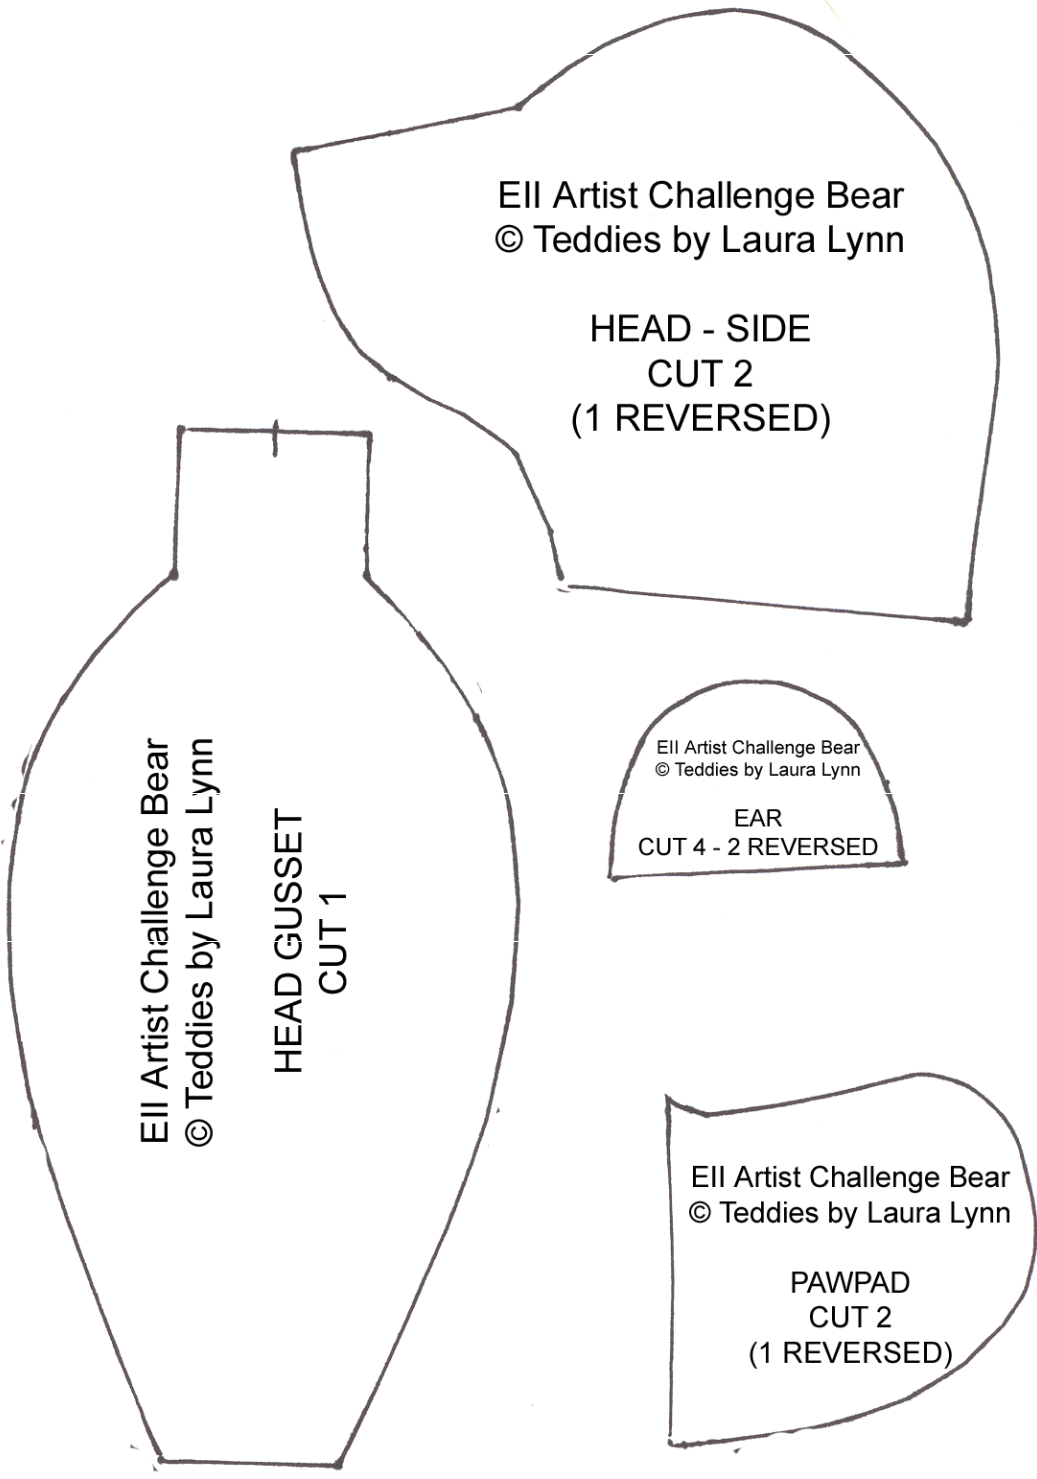 EII Artist Challenge Bear
© Teddies by Laura Lynn
HEAD - SIDE
CUT 2
(1 REVERSED)
EII Artist Challenge Bear
© Teddies by Laura Lynn
HEAD GUSSET
CUT 1
EII Artist Challenge Bear
© Teddies by Laura Lynn
EAR
CUT 4 - 2 REVERSED
EII Artist Challenge Bear
© Teddies by Laura Lynn
PAWPAD
CUT 2
(1 REVERSED)